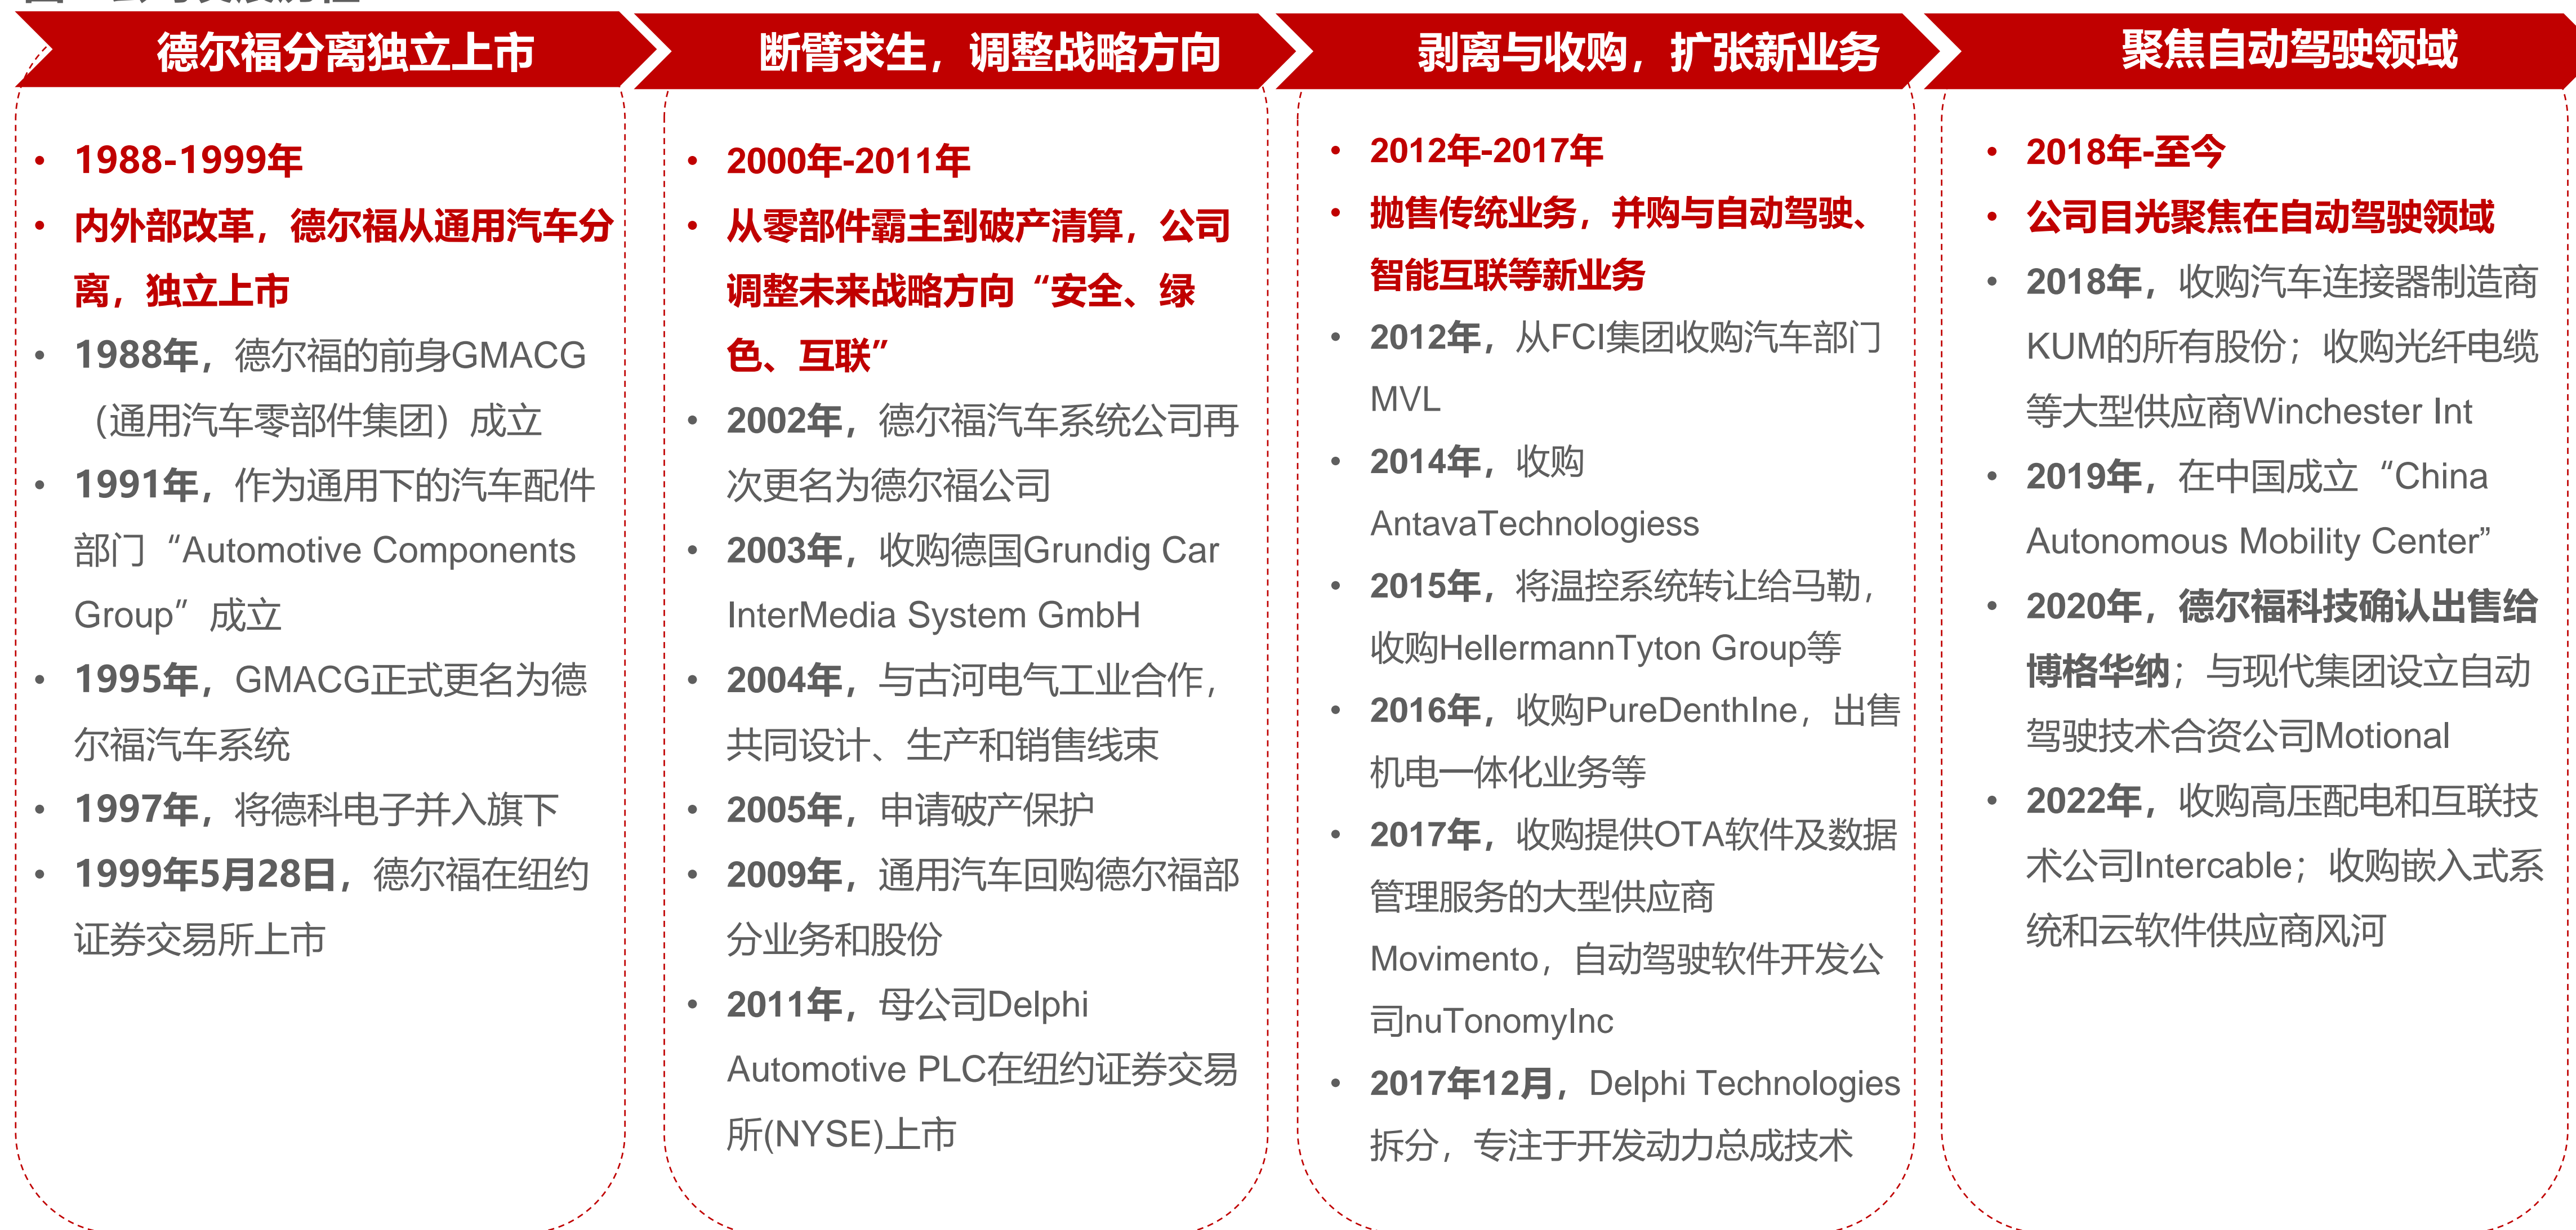 德尔福分离独立上市
• 1988-1999年
• 内外部改革，德尔福从通用汽车分
离，独立上市
• 1988年，德尔福的前身GMACG
（通用汽车零部件集团）成立
• 1991年，作为通用下的汽车配件
部门“Automotive Components
Group”成立
• 1995年，GMACG正式更名为德
尔福汽车系统
• 1997年，将德科电子并入旗下
• 1999年5月28日，德尔福在纽约
证券交易所上市
断臂求生，调整战略方向
• 2000年-2011年
• 从零部件霸主到破产清算，公司
调整未来战略方向“安全、绿
色、互联”
• 2002年，德尔福汽车系统公司再
次更名为德尔福公司
• 2003年，收购德国Grundig Car
InterMedia System GmbH
• 2004年，与古河电气工业合作，
共同设计、生产和销售线束
• 2005年，申请破产保护
• 2009年，通用汽车回购德尔福部
分业务和股份
• 2011年，母公司Delphi
Automotive PLC在纽约证券交易
所(NYSE)上市
剥离与收购，扩张新业务
• 2012年-2017年
• 抛售传统业务，并购与自动驾驶、
智能互联等新业务
• 2012年，从FCI集团收购汽车部门
MVL
• 2014年，收购
AntavaTechnologiess
• 2015年，将温控系统转让给马勒，
收购HellermannTyton Group等
• 2016年，收购PureDenthIne，出售
机电一体化业务等
• 2017年，收购提供OTA软件及数据
管理服务的大型供应商
Movimento，自动驾驶软件开发公
司nuTonomyInc
• 2017年12月，Delphi Technologies
拆分，专注于开发动力总成技术
聚焦自动驾驶领域
• 2018年-至今
• 公司目光聚焦在自动驾驶领域
• 2018年，收购汽车连接器制造商
KUM的所有股份；收购光纤电缆
等大型供应商Winchester Int
• 2019年，在中国成立“China
Autonomous Mobility Center”
• 2020年，德尔福科技确认出售给
博格华纳；与现代集团设立自动
驾驶技术合资公司Motional
• 2022年，收购高压配电和互联技
术公司Intercable；收购嵌入式系
统和云软件供应商风河